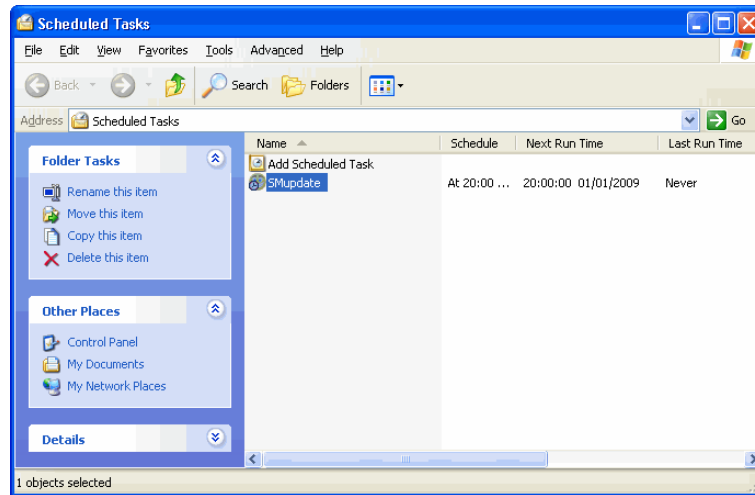 Scheduled Tasks
File Edit View Favorites Tools Advanced Help
Back Search Folders
Address Scheduled Tasks Go
Name Schedule Next Run Time Last Run Time
Add Scheduled Task
SMupdate At 20:00 ... 20:00:00 01/01/2009 Never
Folder Tasks
Rename this item
Move this item
Copy this item
Delete this item
Other Places
Control Panel
My Documents
My Network Places
Details
1 objects selected